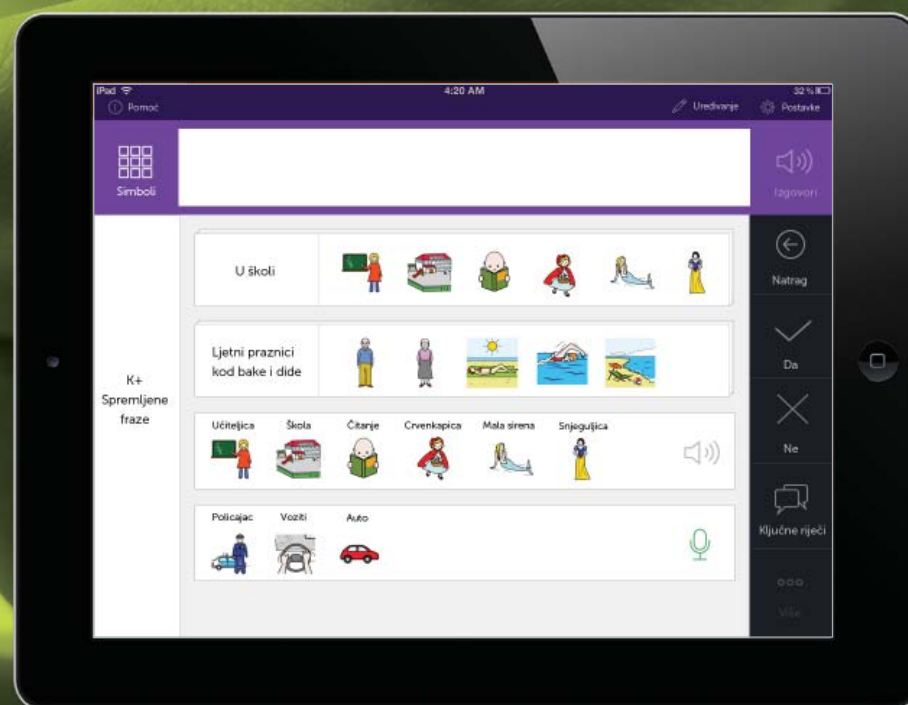 iPad
4:20 AM
32 %
Pomoć
Uređivanje
Postavke
Simboli
Izgovori
K+
Spremljene
fraze
U školi
Ljetni praznici
kod bake i dide
Učiteljica Škola Čitanje Crvenkapica Mala sirena Snjeguljica
Policajac Voziti Auto
Natrag
Da
Ne
Ključne riječi
Više